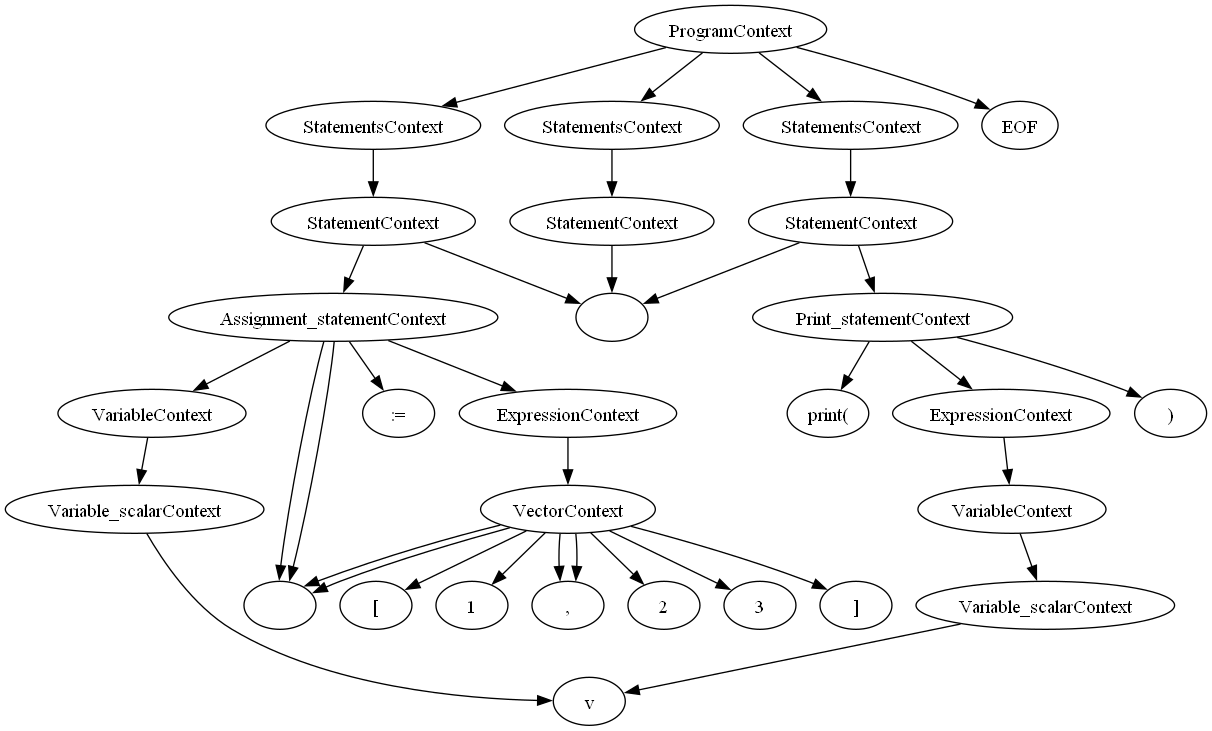 ProgramContext
StatementsContext
StatementsContext
StatementsContext
EOF
StatementContext
StatementContext
StatementContext
Assignment_statementContext
Print_statementContext
VariableContext
:=
ExpressionContext
print(
ExpressionContext
)
Variable_scalarContext
VectorContext
VariableContext
[
1
,
2
3
]
Variable_scalarContext
v